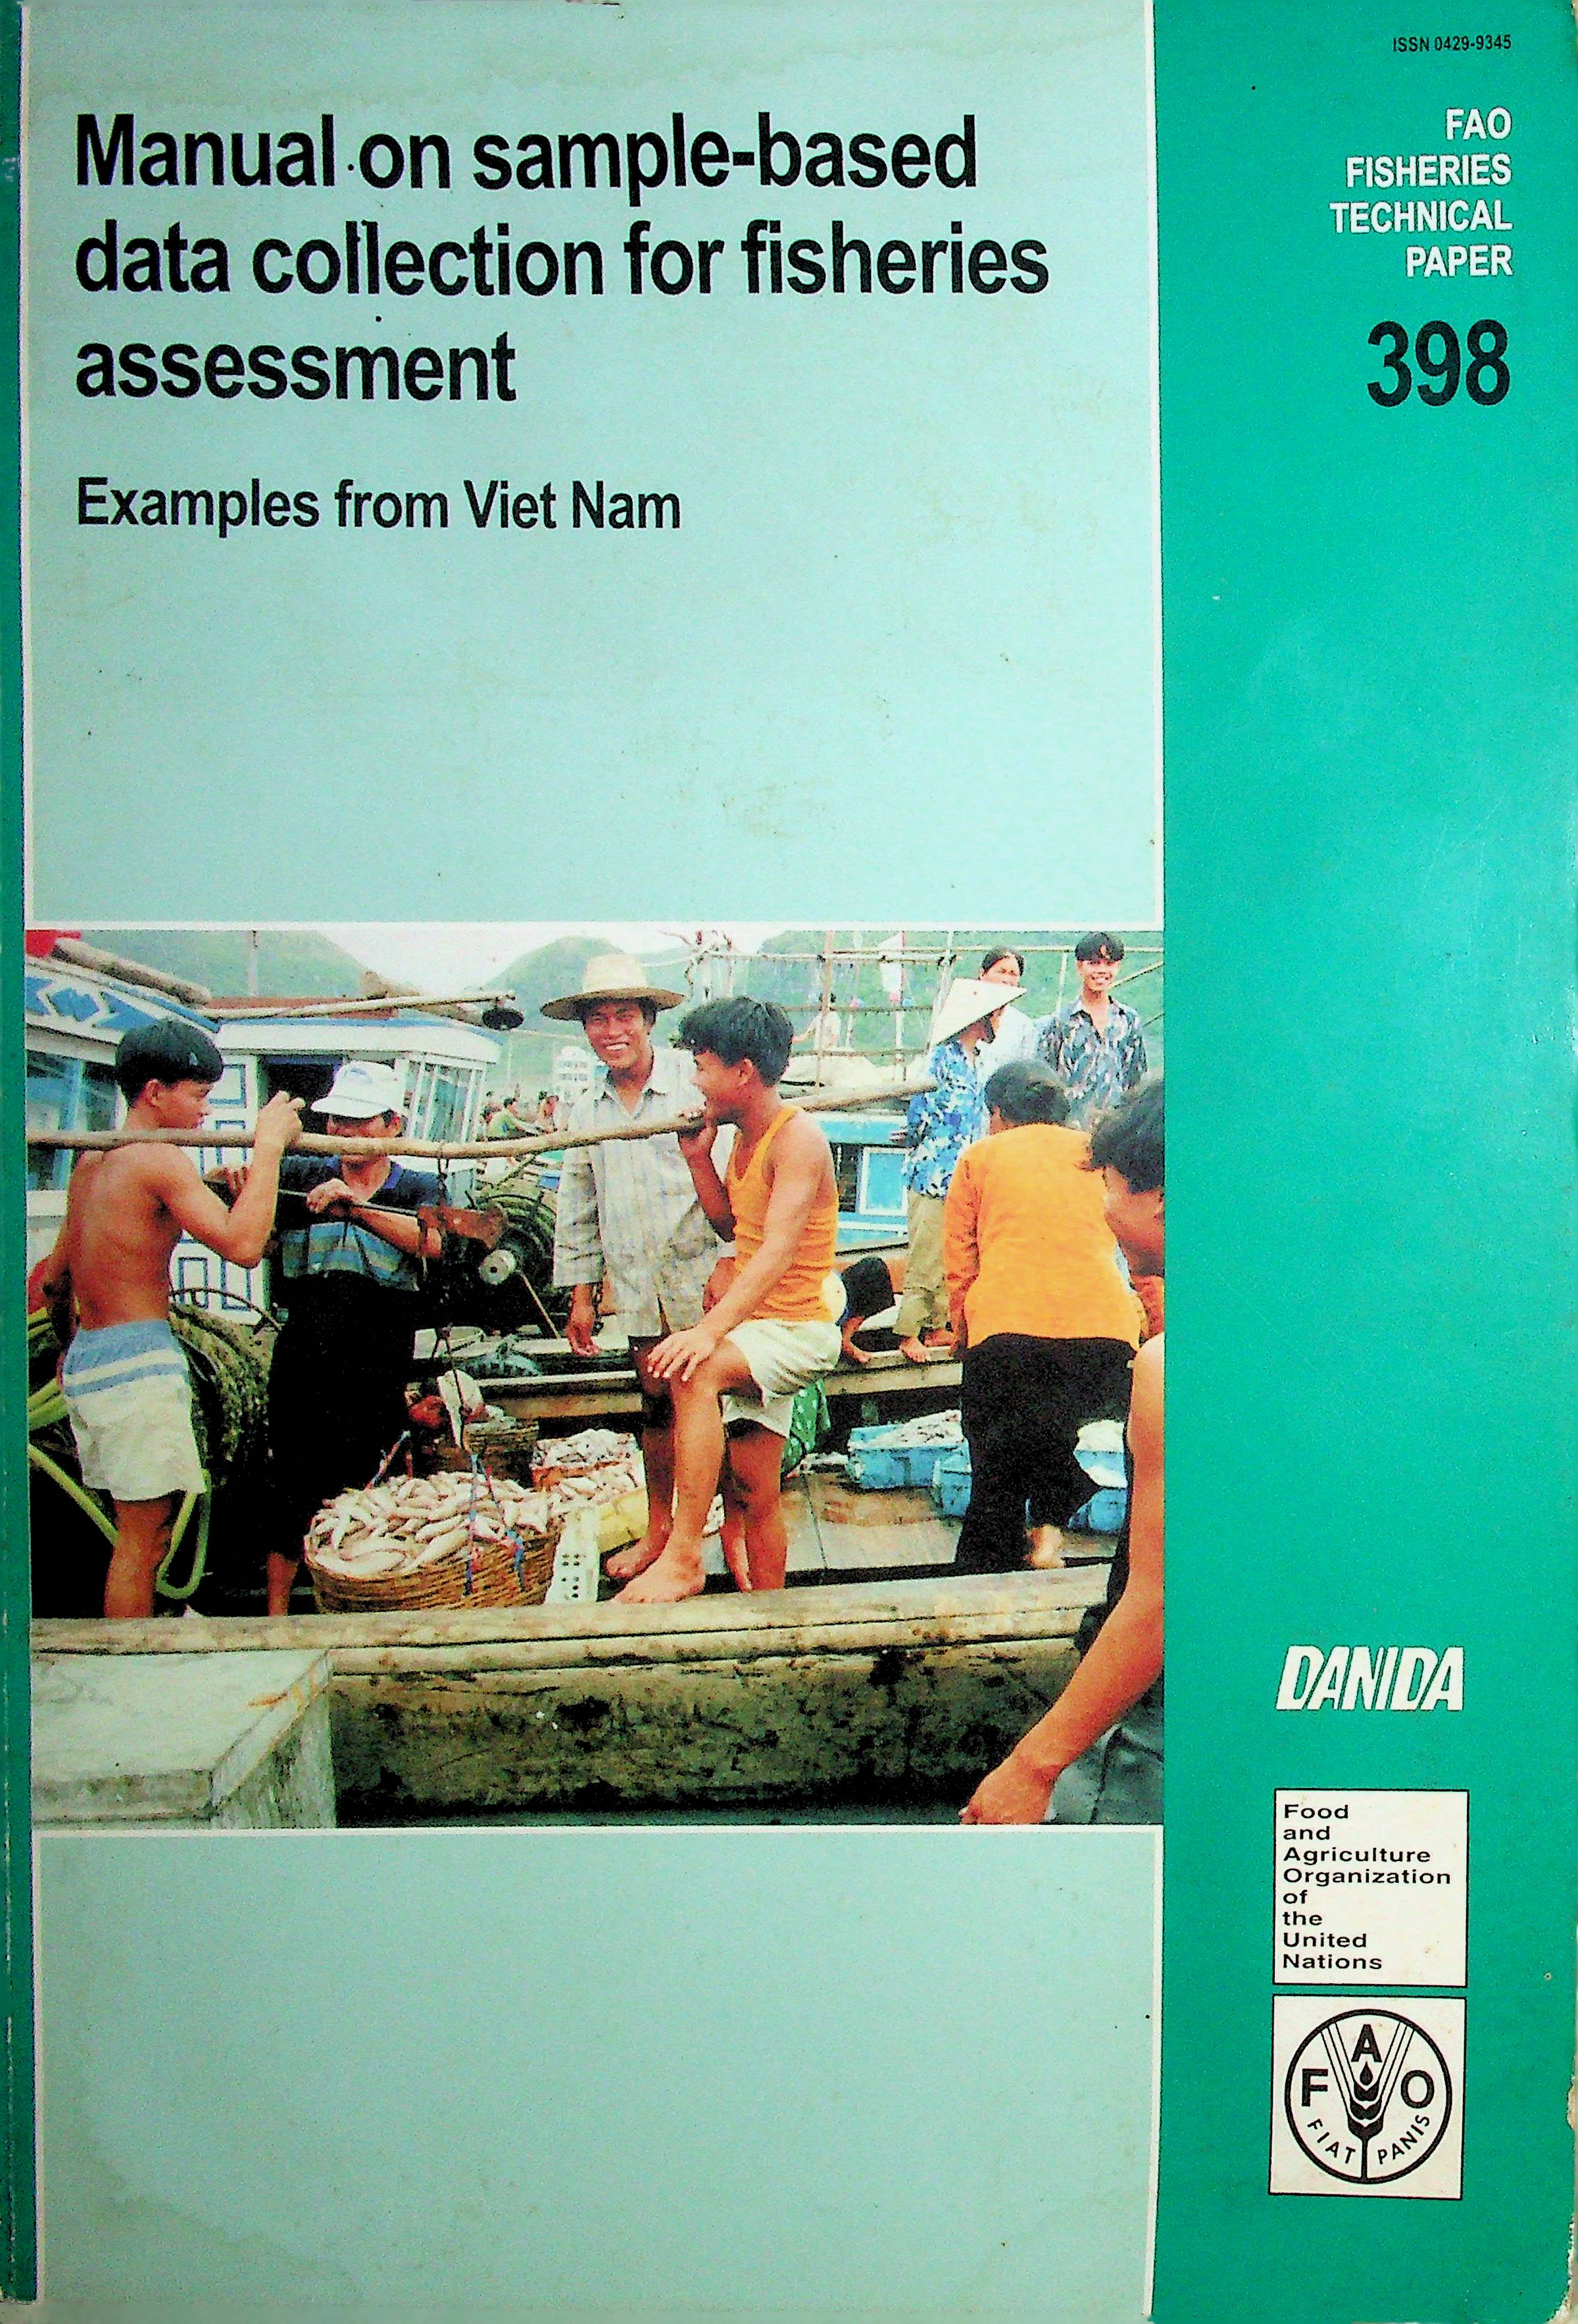 ISSN 0429-9345
Manual on sample-based
data collection for fisheries
assessment
Examples from Viet Nam
FAO
FISHERIES
TECHNICAL
PAPER
398
DANIDA
Food
and
Agriculture
Organization
of
the
United
Nations
F A O
FIAT PANIS